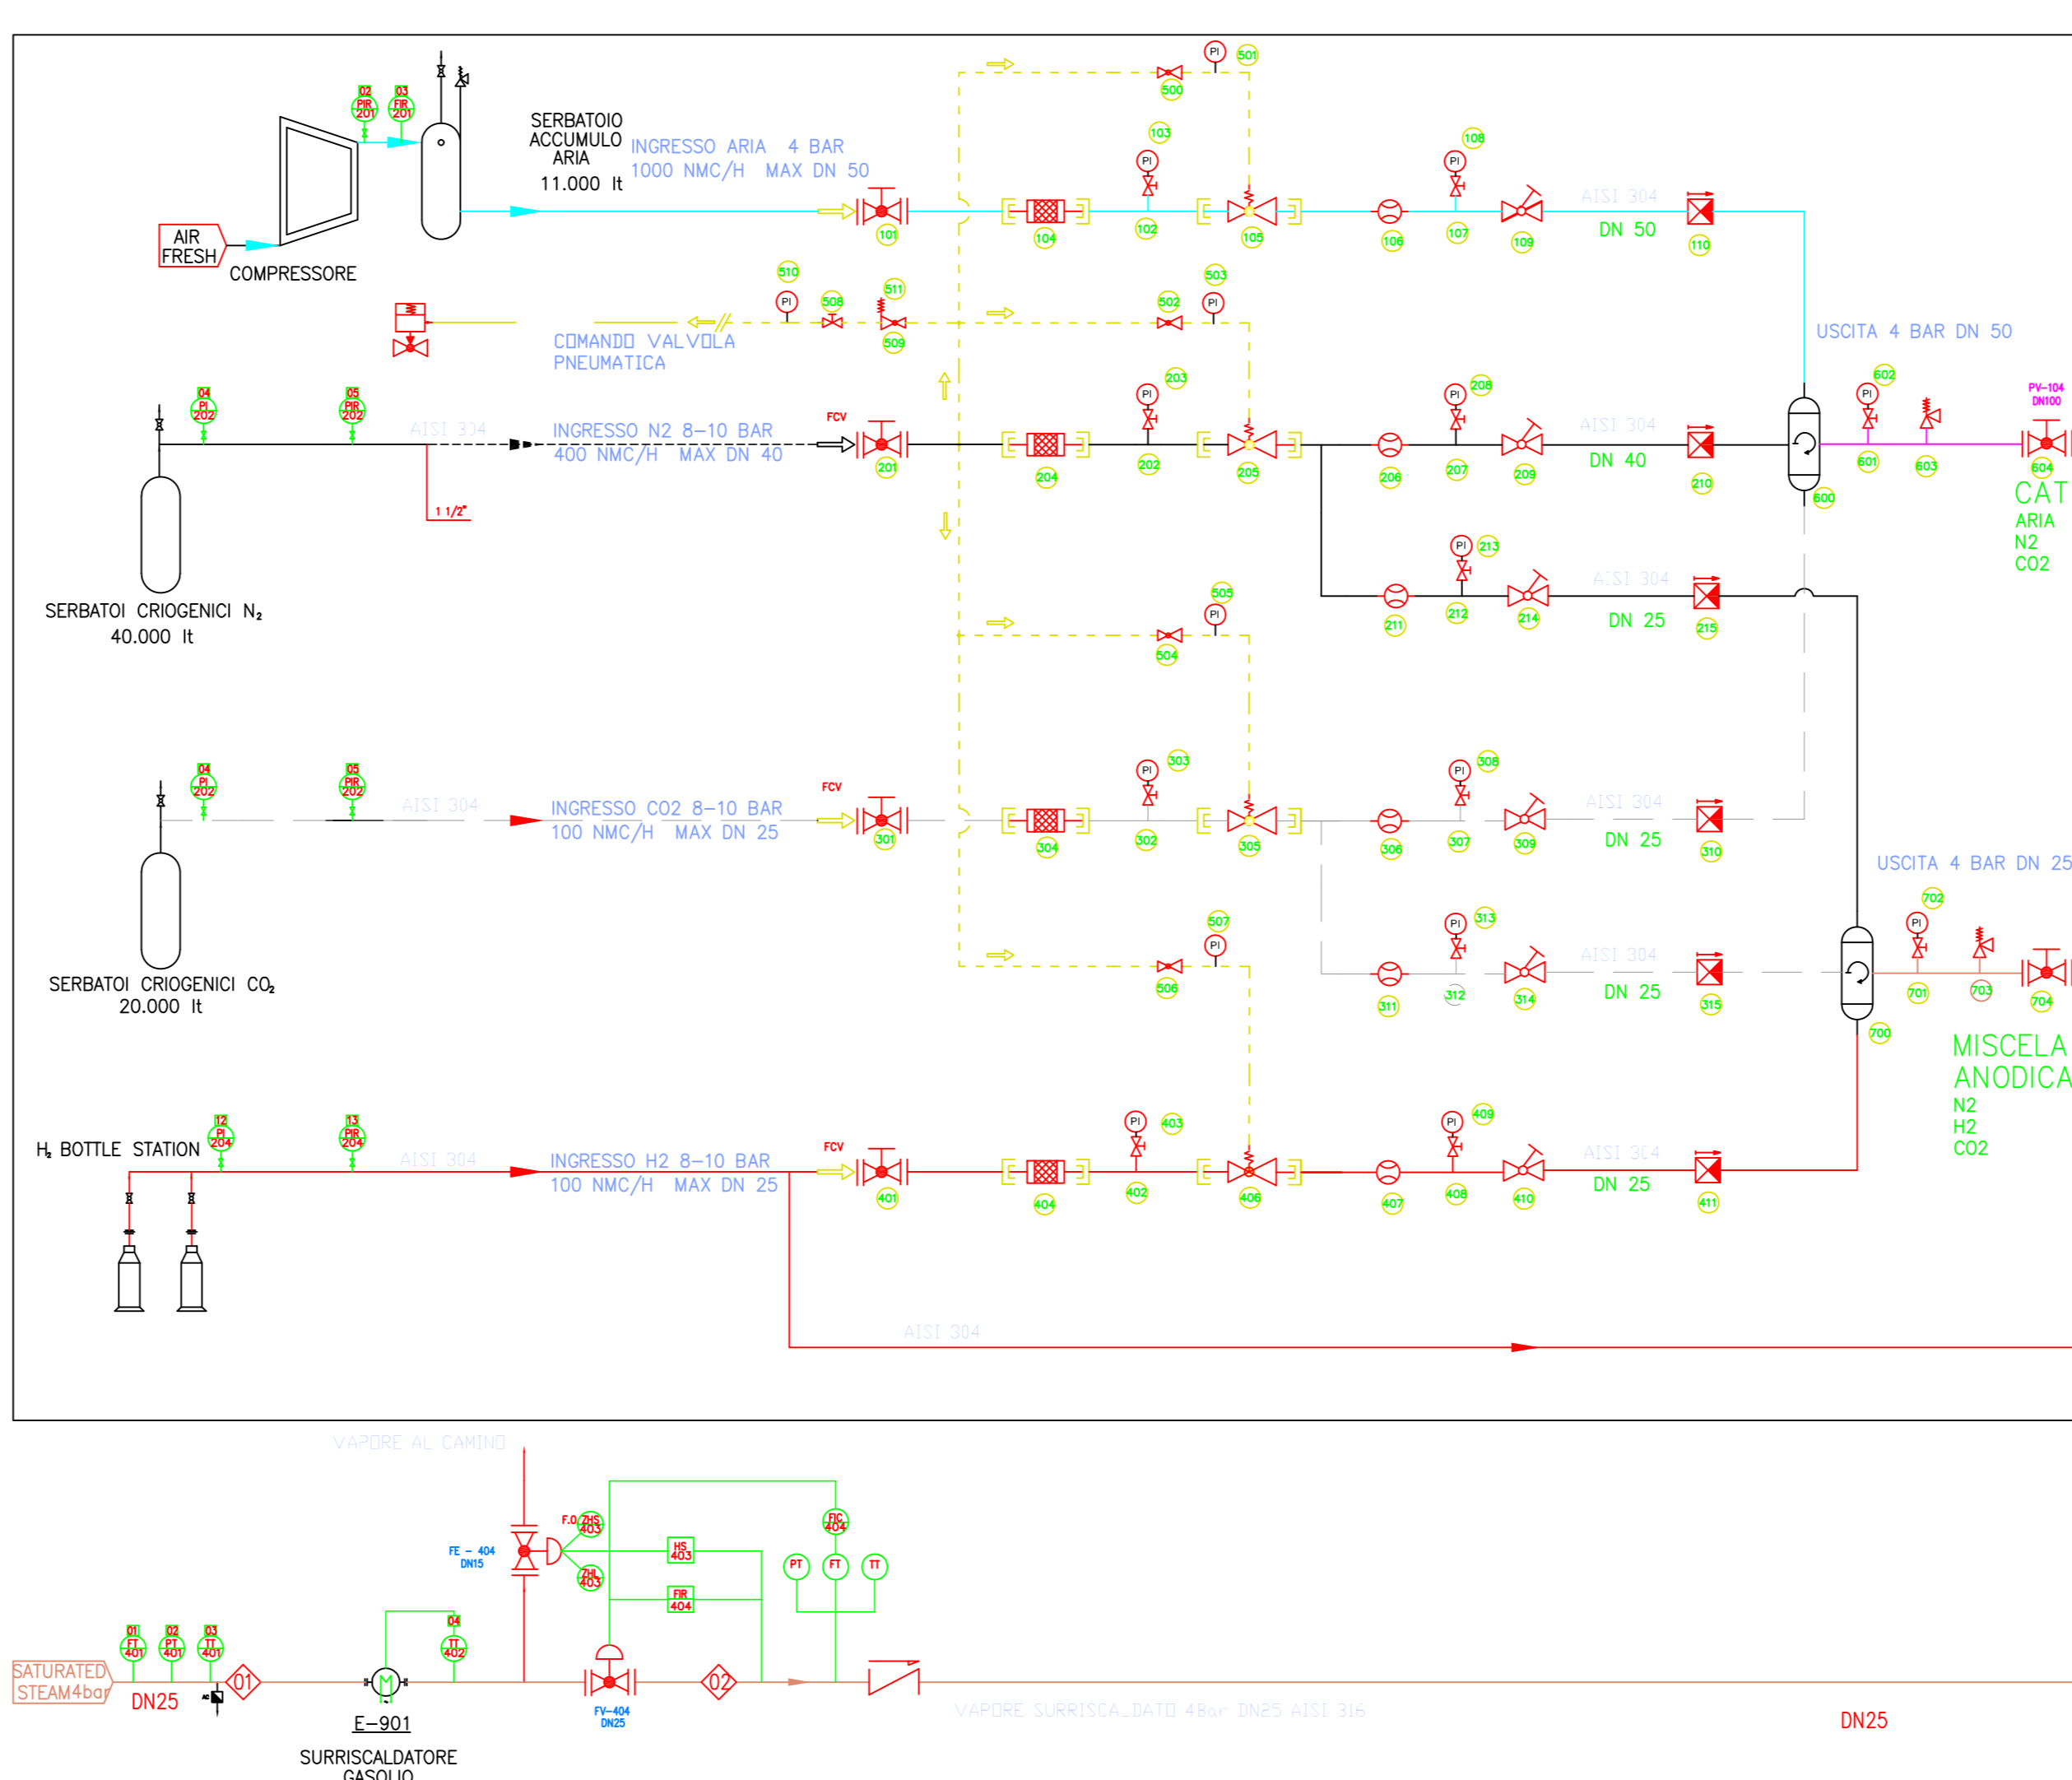 501
PI
500
02
PIR
201
03
FIR
201
SERBATOIO
ACCUMULO
ARIA
11.000 lt
INGRESSO ARIA 4 BAR
1000 NMC/H MAX DN 50
103
PI
108
PI
AISI 304
DN 50
101
104
102
105
106
107
109
110
AIR
FRESH
COMPRESSORE
510
PI
508
511
509
502
503
PI
COMANDO VALVOLA
PNEUMATICA
USCITA 4 BAR DN 50
04
PI
202
05
PIR
202
AISI 304
INGRESSO N2 8-10 BAR
400 NMC/H MAX DN 40
1 1/2"
FCV
201
204
203
PI
202
205
206
208
PI
207
209
AISI 304
DN 40
210
600
602
PI
601
603
PV-104
DN100
604
CAT
ARIA
N2
CO2
SERBATOI CRIOGENICI N₂
40.000 lt
PI
213
211
212
214
AISI 304
DN 25
215
505
PI
504
04
PI
202
05
PIR
202
AISI 304
INGRESSO CO2 8-10 BAR
100 NMC/H MAX DN 25
FCV
301
304
303
PI
302
305
306
308
PI
307
309
AISI 304
DN 25
310
USCITA 4 BAR DN 25
SERBATOI CRIOGENICI CO₂
20.000 lt
507
PI
506
PI
313
311
312
314
AISI 304
DN 25
315
700
702
PI
701
703
704
MISCELA
ANODICA
N2
H2
CO2
H₂ BOTTLE STATION
12
PI
204
13
PIR
204
AISI 304
INGRESSO H2 8-10 BAR
100 NMC/H MAX DN 25
FCV
401
404
PI
403
402
406
407
PI
409
408
410
AISI 304
DN 25
411
AISI 304
VAPORE AL CAMINO
FE - 404
DN15
F.O
ZHS
403
ZHL
403
HS
403
FIR
404
FIC
404
PT
FT
TT
SATURATED
STEAM4bar
01
FT
401
02
PT
401
03
TT
401
DN25
AC
01
E-901
SURRISCALDATORE
GASOLIO
04
TT
402
FV-404
DN25
02
VAPORE SURRISCALDATO 4Bar DN25 AISI 316
DN25